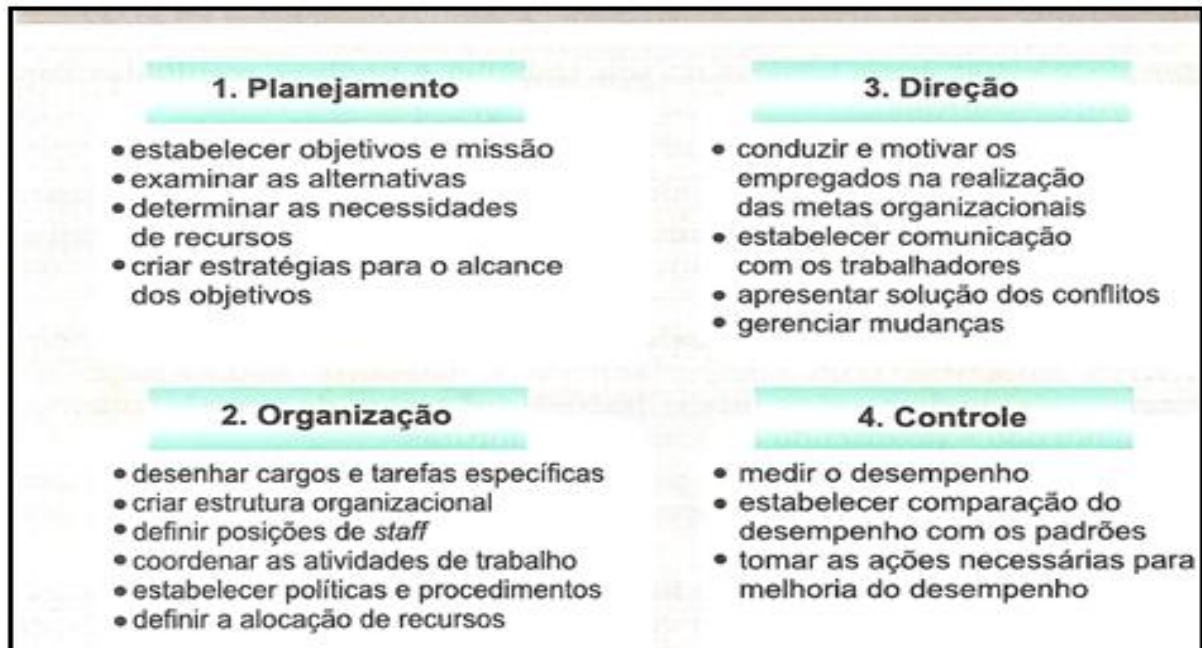 1. Planejamento
• estabelecer objetivos e missão
• examinar as alternativas
• determinar as necessidades
de recursos
• criar estratégias para o alcance
dos objetivos
2. Organização
• desenhar cargos e tarefas específicas
• criar estrutura organizacional
• definir posições de staff
• coordenar as atividades de trabalho
• estabelecer políticas e procedimentos
• definir a alocação de recursos
3. Direção
• conduzir e motivar os
empregados na realização
das metas organizacionais
• estabelecer comunicação
com os trabalhadores
• apresentar solução dos conflitos
• gerenciar mudanças
4. Controle
• medir o desempenho
• estabelecer comparação do
desempenho com os padrões
• tomar as ações necessárias para
melhoria do desempenho